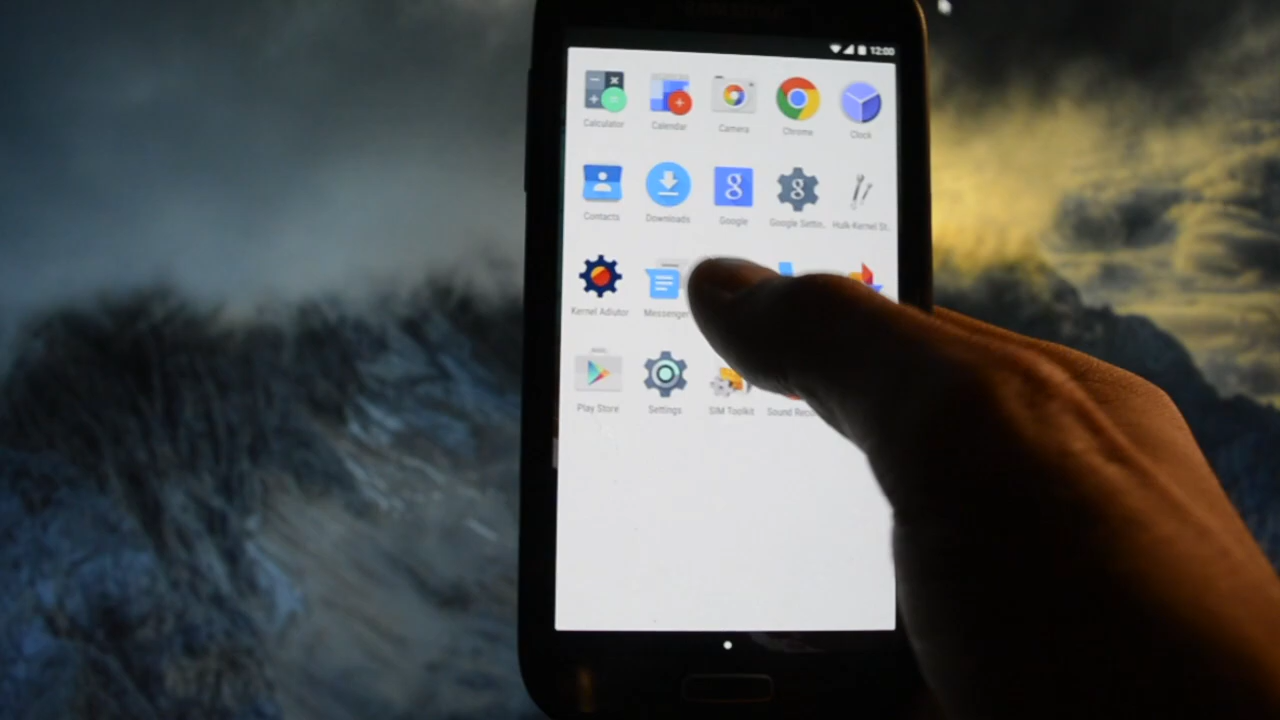 12:00
Calculator Calendar Camera Chrome Clock
Contacts Downloads Google Google Settin.. Hulk-Kernel St..
Kernel Adiutor Messenger
Play Store Settings SIM Toolkit Sound Reco